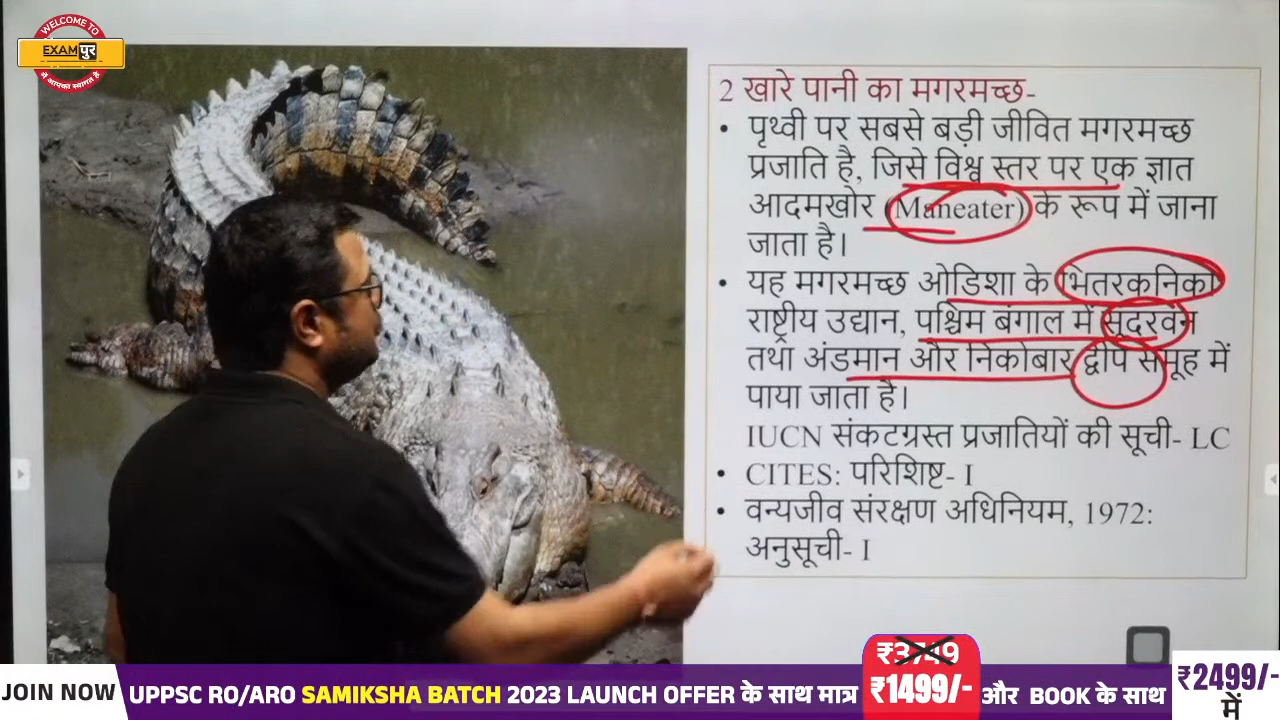 WELCOME TO
EXAMपुर
में आपका स्वागत है
2 खारे पानी का मगरमच्छ-
• पृथ्वी पर सबसे बड़ी जीवित मगरमच्छ
प्रजाति है, जिसे विश्व स्तर पर एक ज्ञात
आदमखोर (Maneater) के रूप में जाना
जाता है।
• यह मगरमच्छ ओडिशा के भितरकनिका
राष्ट्रीय उद्यान, पश्चिम बंगाल में सुंदरवन
तथा अंडमान और निकोबार द्वीप समूह में
पाया जाता है।
IUCN संकटग्रस्त प्रजातियों की सूची- LC
• CITES: परिशिष्ट- I
• वन्यजीव संरक्षण अधिनियम, 1972:
अनुसूची- I
JOIN NOW UPPSC RO/ARO SAMIKSHA BATCH 2023 LAUNCH OFFER के साथ मात्र ₹3749 ₹1499/- और BOOK के साथ ₹2499/- में